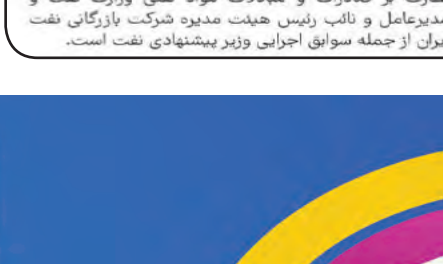 بر صادرات و مبادلات مواد نفتی وزارت نفت و
مدیرعامل و نائب رئیس هیئت مدیره شرکت بازرگانی نفت
ایران از جمله سوابق اجرایی وزیر پیشنهادی نفت است.